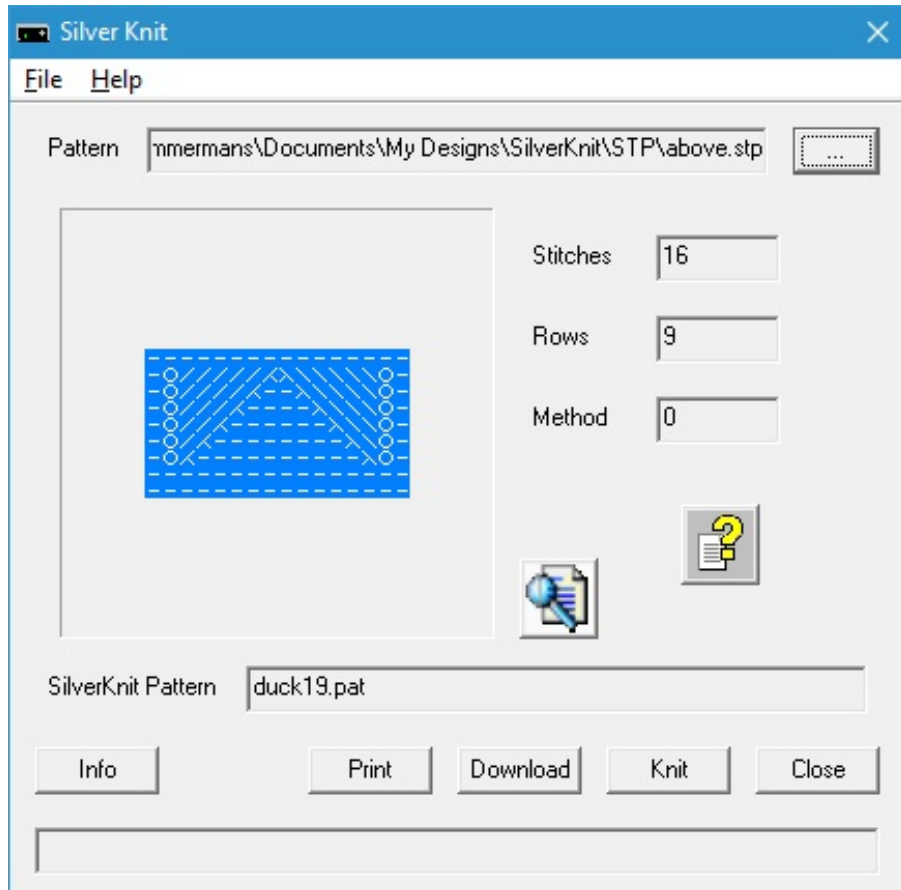 Silver Knit
File Help
Pattern mmermans\Documents\My Designs\SilverKnit\STP\above.stp ...
Stitches 16
Rows 9
Method 0
SilverKnit Pattern duck19.pat
Info Print Download Knit Close